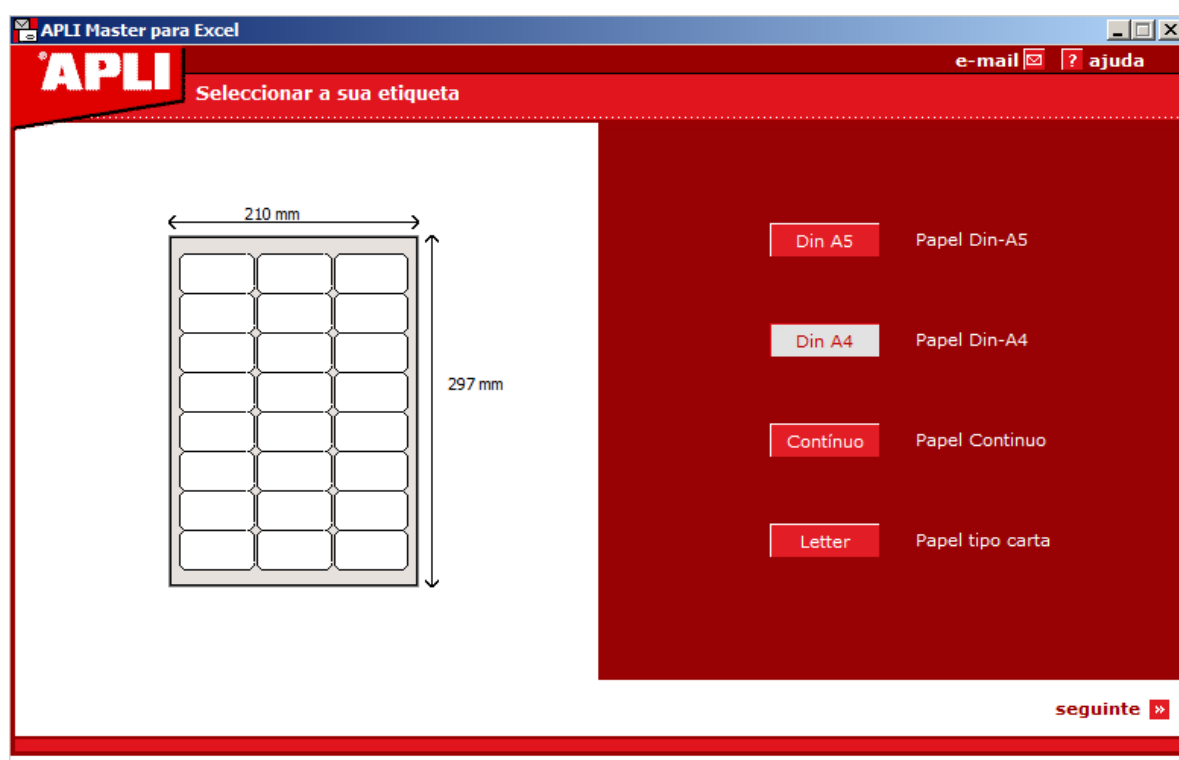 APLI Master para Excel
e-mail ? ajuda
APLI
Seleccionar a sua etiqueta
210 mm
297 mm
Din A5 Papel Din-A5
Din A4 Papel Din-A4
Contínuo Papel Continuo
Letter Papel tipo carta
seguinte »